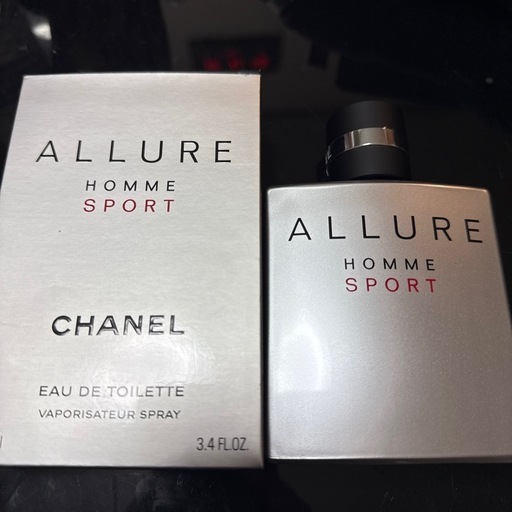 ALLURE
HOMME
SPORT
CHANEL
EAU DE TOILETTE
VAPORISATEUR SPRAY
3.4 FL.OZ.
ALLURE
HOMME
SPORT